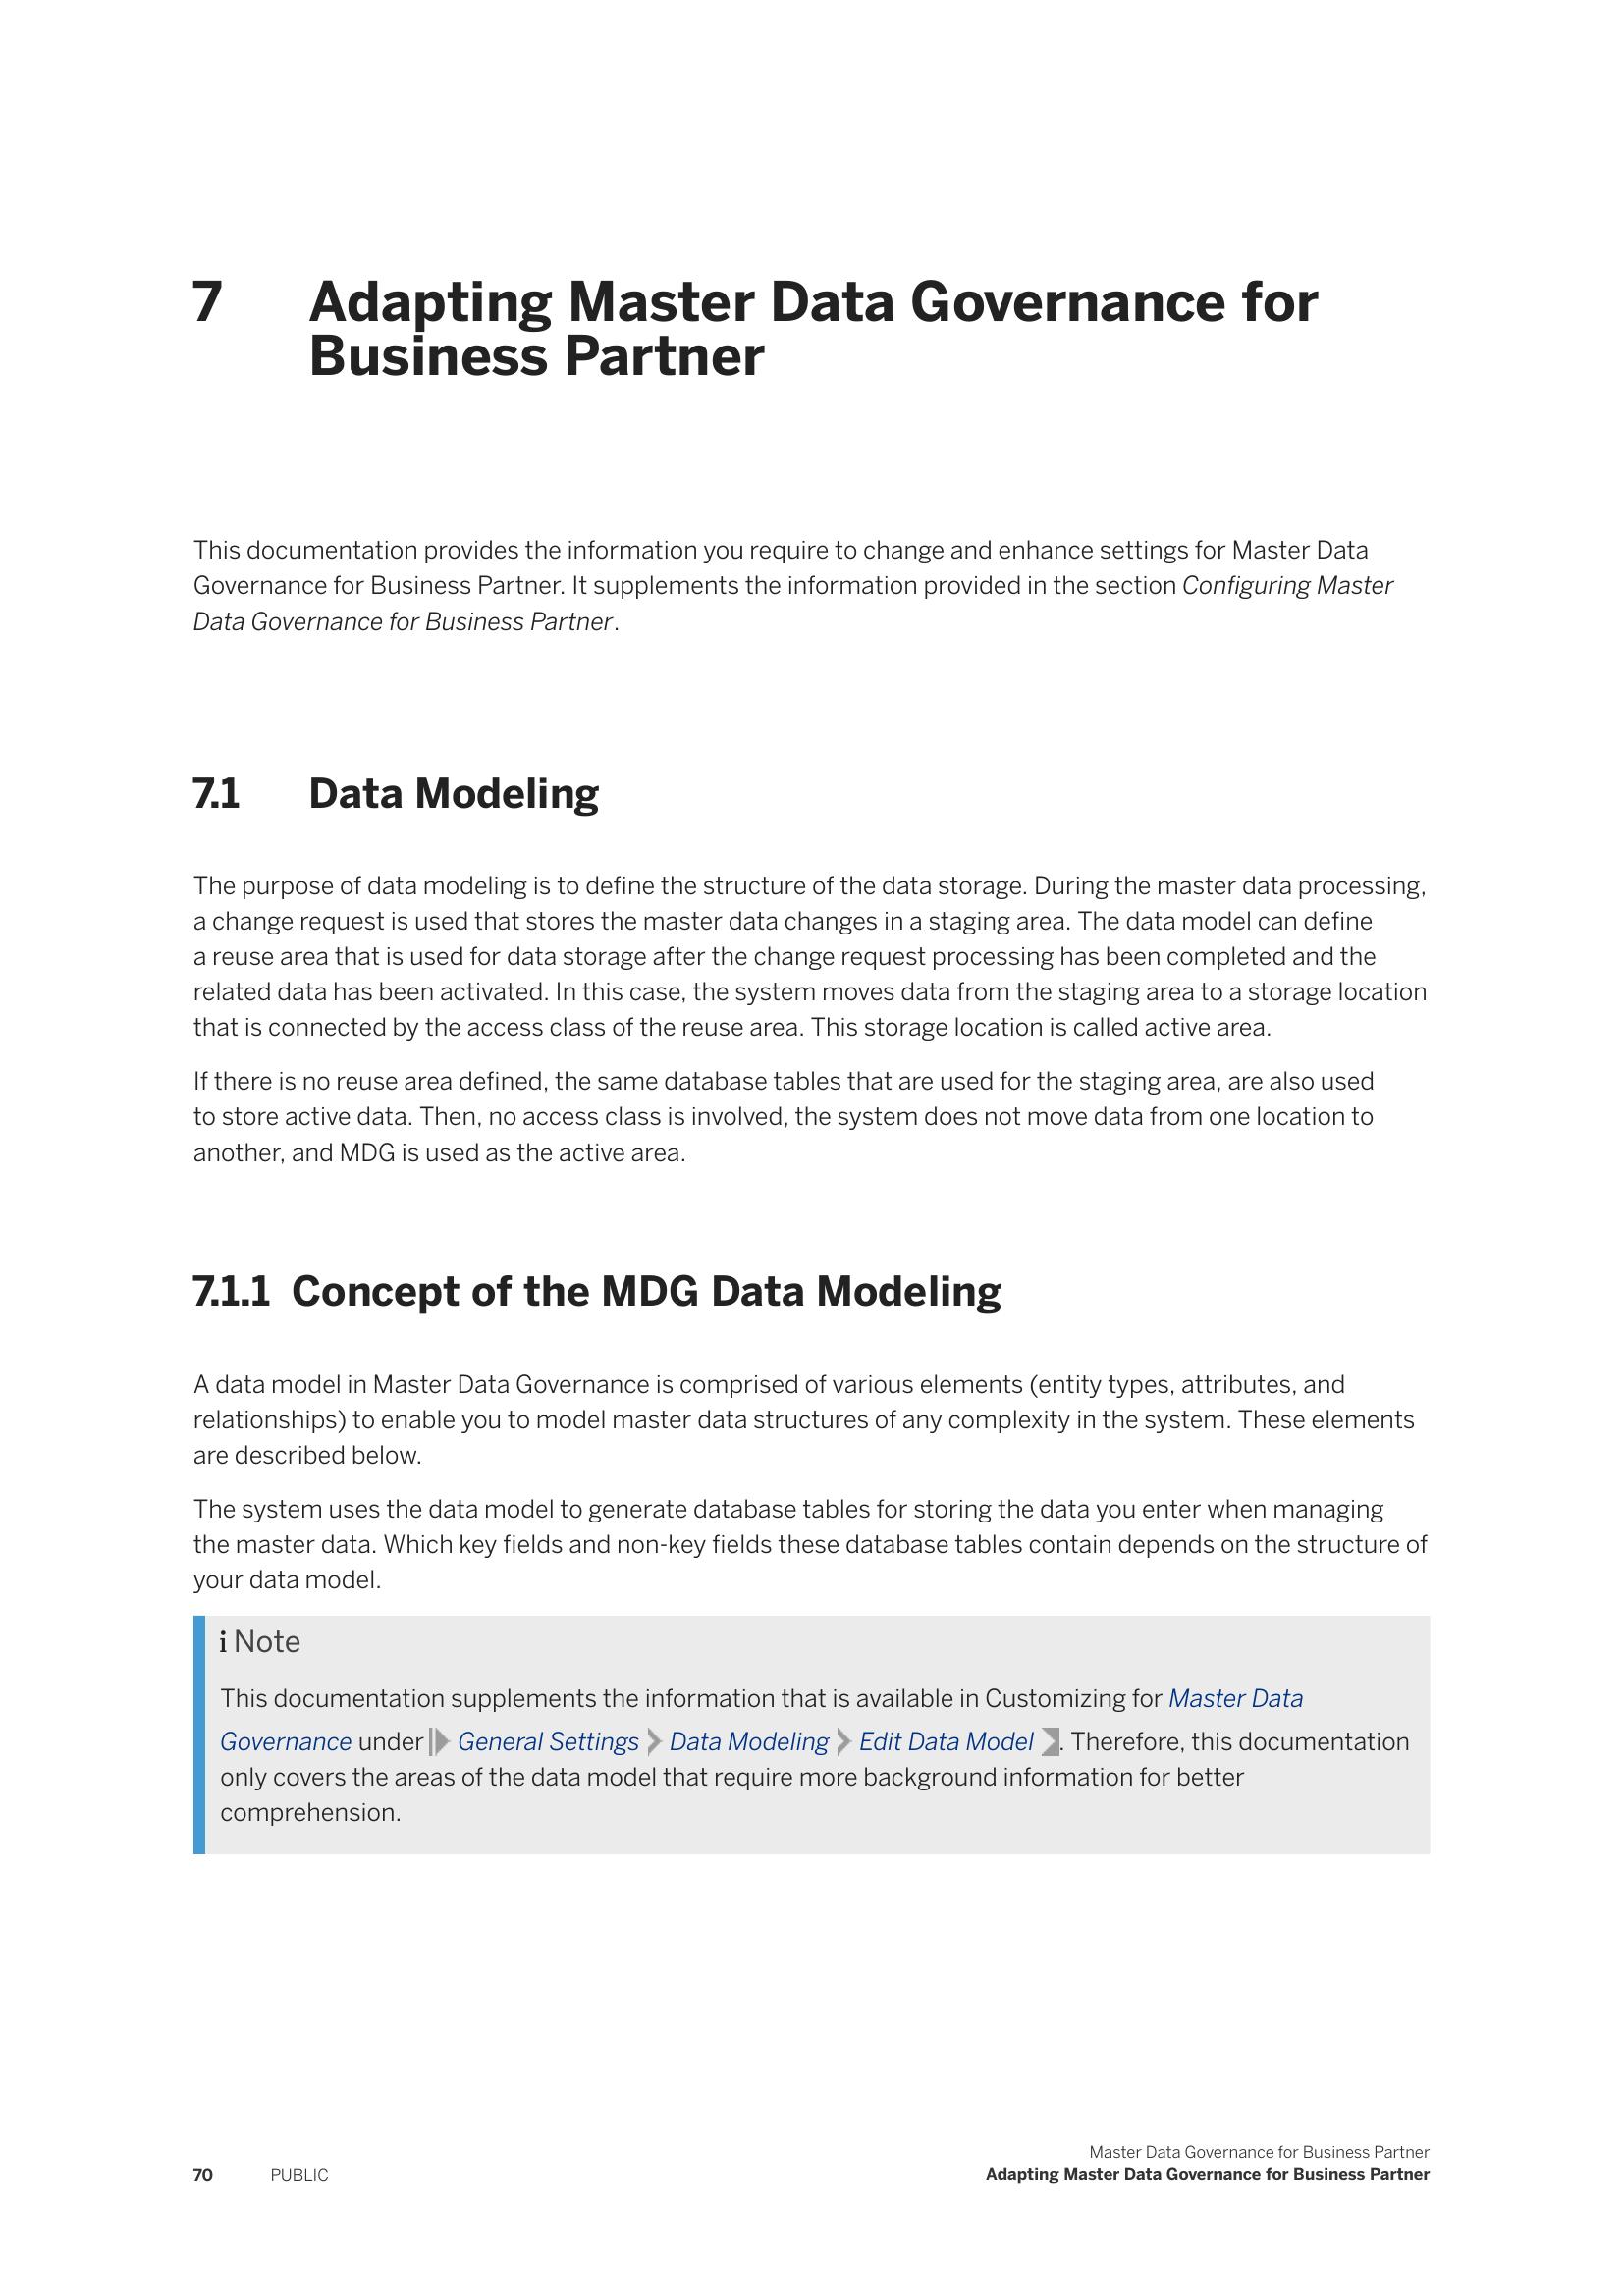 7 Adapting Master Data Governance for
Business Partner
This documentation provides the information you require to change and enhance settings for Master Data
Governance for Business Partner. It supplements the information provided in the section Configuring Master
Data Governance for Business Partner.
7.1 Data Modeling
The purpose of data modeling is to define the structure of the data storage. During the master data processing,
a change request is used that stores the master data changes in a staging area. The data model can define
a reuse area that is used for data storage after the change request processing has been completed and the
related data has been activated. In this case, the system moves data from the staging area to a storage location
that is connected by the access class of the reuse area. This storage location is called active area.
If there is no reuse area defined, the same database tables that are used for the staging area, are also used
to store active data. Then, no access class is involved, the system does not move data from one location to
another, and MDG is used as the active area.
7.1.1 Concept of the MDG Data Modeling
A data model in Master Data Governance is comprised of various elements (entity types, attributes, and
relationships) to enable you to model master data structures of any complexity in the system. These elements
are described below.
The system uses the data model to generate database tables for storing the data you enter when managing
the master data. Which key fields and non-key fields these database tables contain depends on the structure of
your data model.
i Note
This documentation supplements the information that is available in Customizing for Master Data
Governance under General Settings Data Modeling Edit Data Model . Therefore, this documentation
only covers the areas of the data model that require more background information for better
comprehension.
Master Data Governance for Business Partner
70 PUBLIC Adapting Master Data Governance for Business Partner